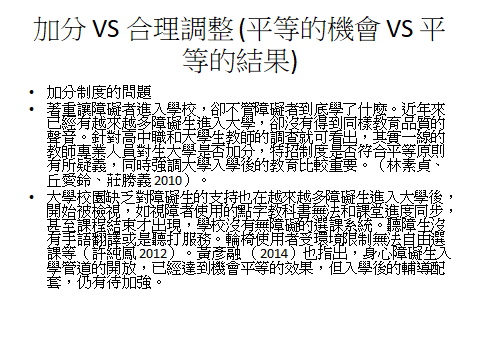 加分 VS 合理調整 (平等的機會 VS 平
等的結果)
• 加分制度的問題
• 著重讓障礙者進入學校，卻不管障礙者到底學了什麼。近年來
已經有越來越多障礙生進入大學，卻沒有得到同樣教育品質的
聲音。針對高中職和大學生教師的調查就可看出，其實一線的
教師專業人員對生大學是否加分，特招制度是否符合平等原則
有所疑義，同時強調大學入學後的教育比較重要。（林素貞、
丘愛鈴、莊勝義 2010）。
• 大學校園缺乏對障礙生的支持也在越來越多障礙生進入大學後，
開始被檢視，如視障者使用的點字教科書無法和課堂進度同步，
甚至課程結束才出現，學校沒有無障礙的選課系統。聽障生沒
有手語翻譯或是聽打服務。輪椅使用者受環境限制無法自由選
課等（許純鳳 2012）。黃彥融（2014）也指出，身心障礙生入
學管道的開放，已經達到機會平等的效果，但入學後的輔導配
套，仍有待加強。